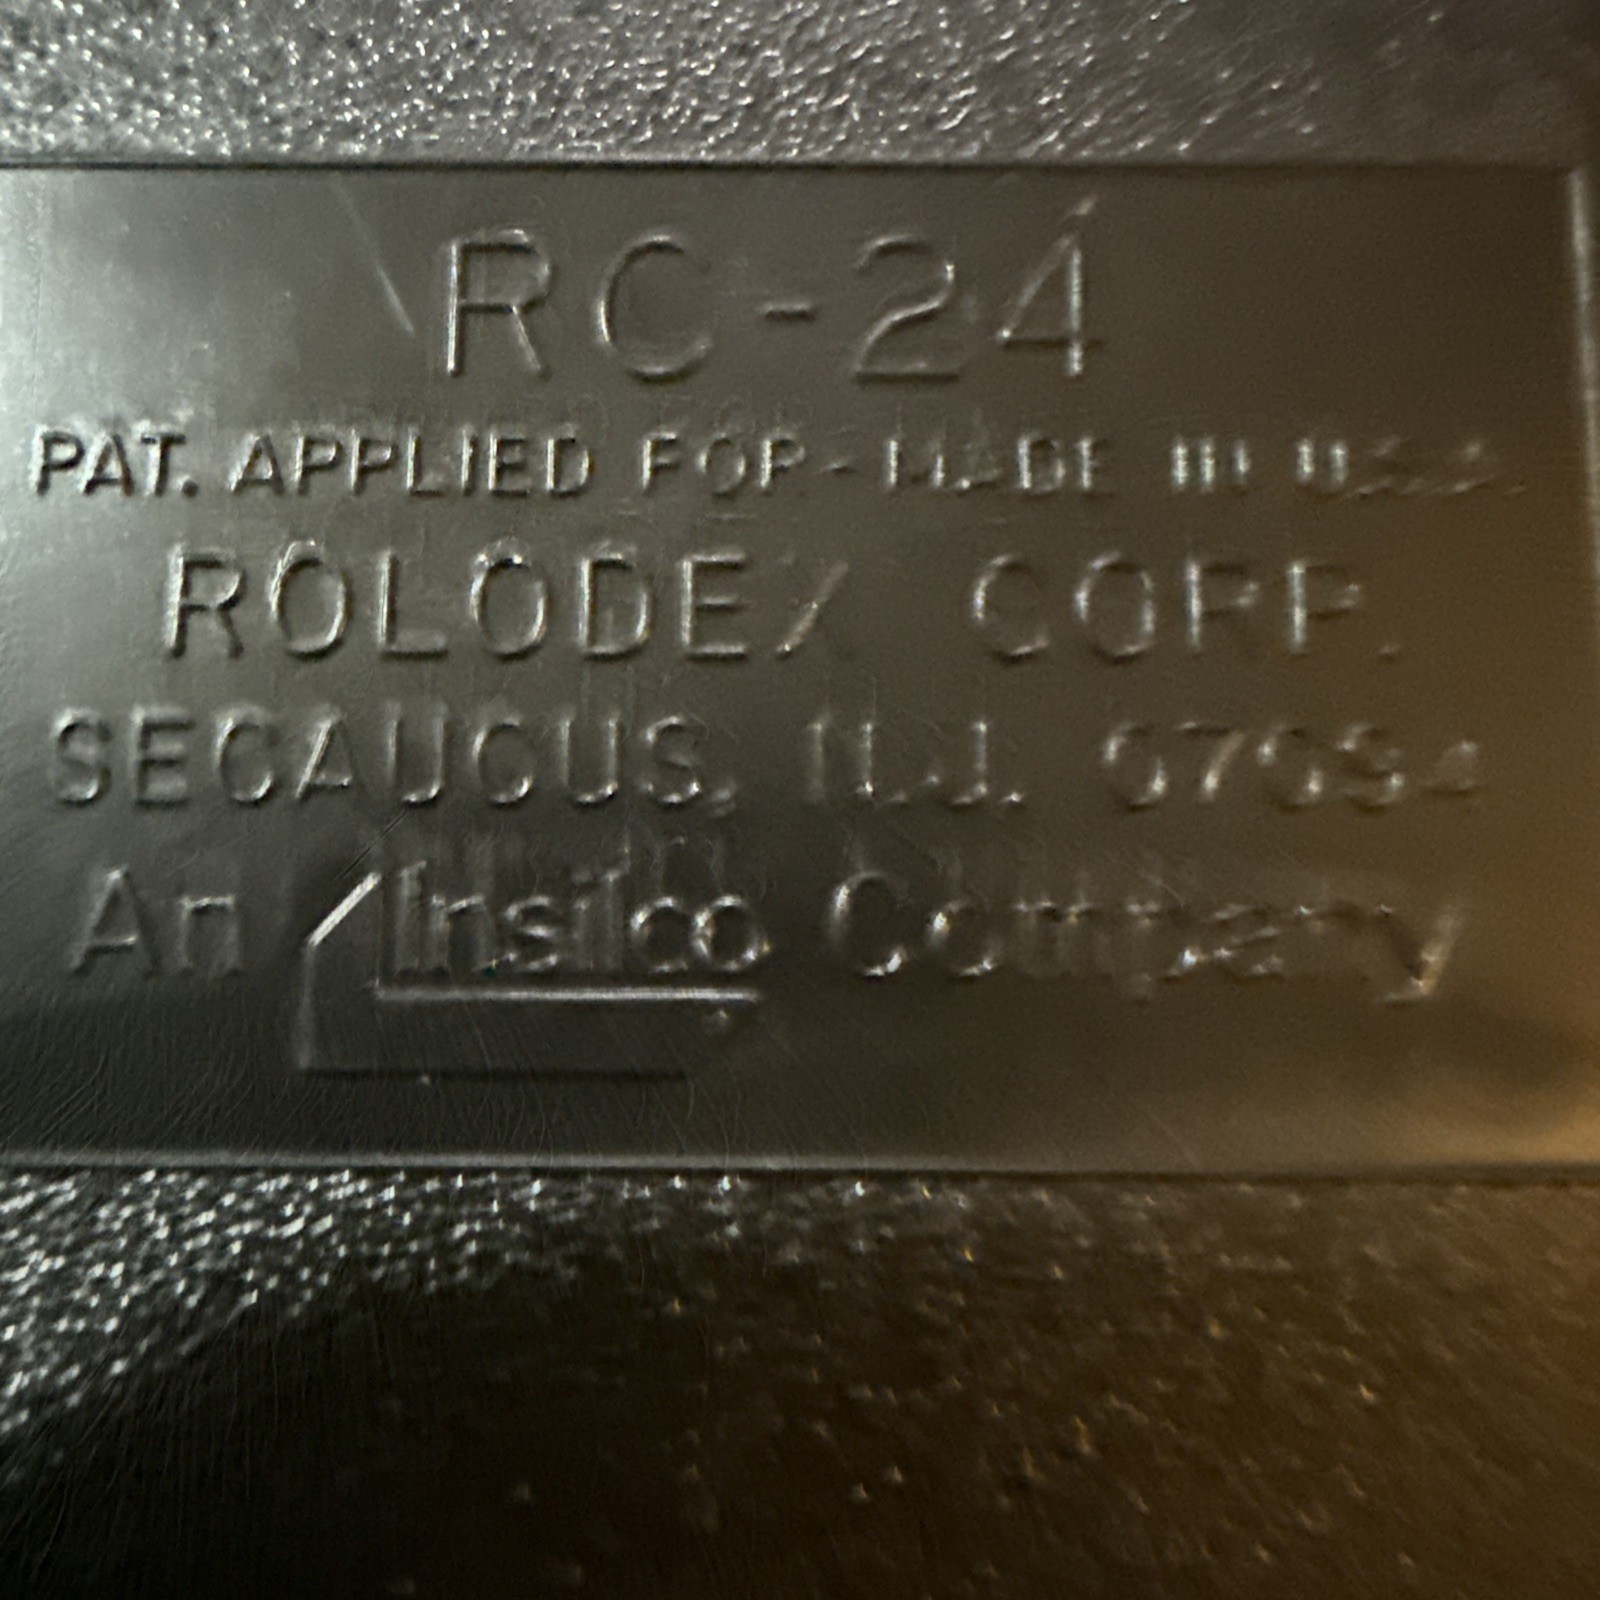 RC-24
PAT. APPLIED FOR - MADE IN U.S.A.
ROLODEX CORP.
SECAUCUS, N.J. 07094
An Insilco Company